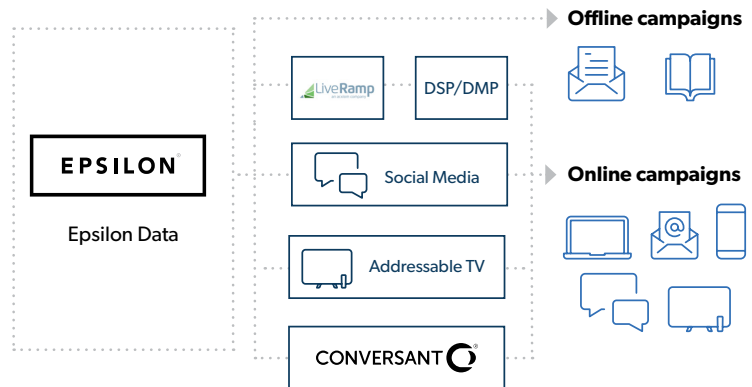 Offline campaigns
LiveRamp
DSP/DMP
EPSILON®
Epsilon Data
Social Media
Online campaigns
@
Addressable TV
CONVERSANT®